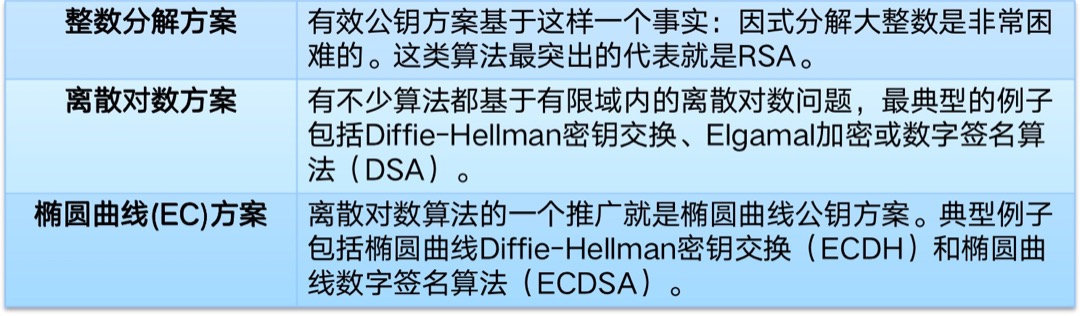 整数分解方案
有效公钥方案基于这样一个事实：因式分解大整数是非常困
难的。这类算法最突出的代表就是RSA。
离散对数方案
有不少算法都基于有限域内的离散对数问题，最典型的例子
包括Diffie-Hellman密钥交换、Elgamal加密或数字签名算
法（DSA）。
椭圆曲线(EC)方案
离散对数算法的一个推广就是椭圆曲线公钥方案。典型例子
包括椭圆曲线Diffie-Hellman密钥交换（ECDH）和椭圆曲
线数字签名算法（ECDSA）。